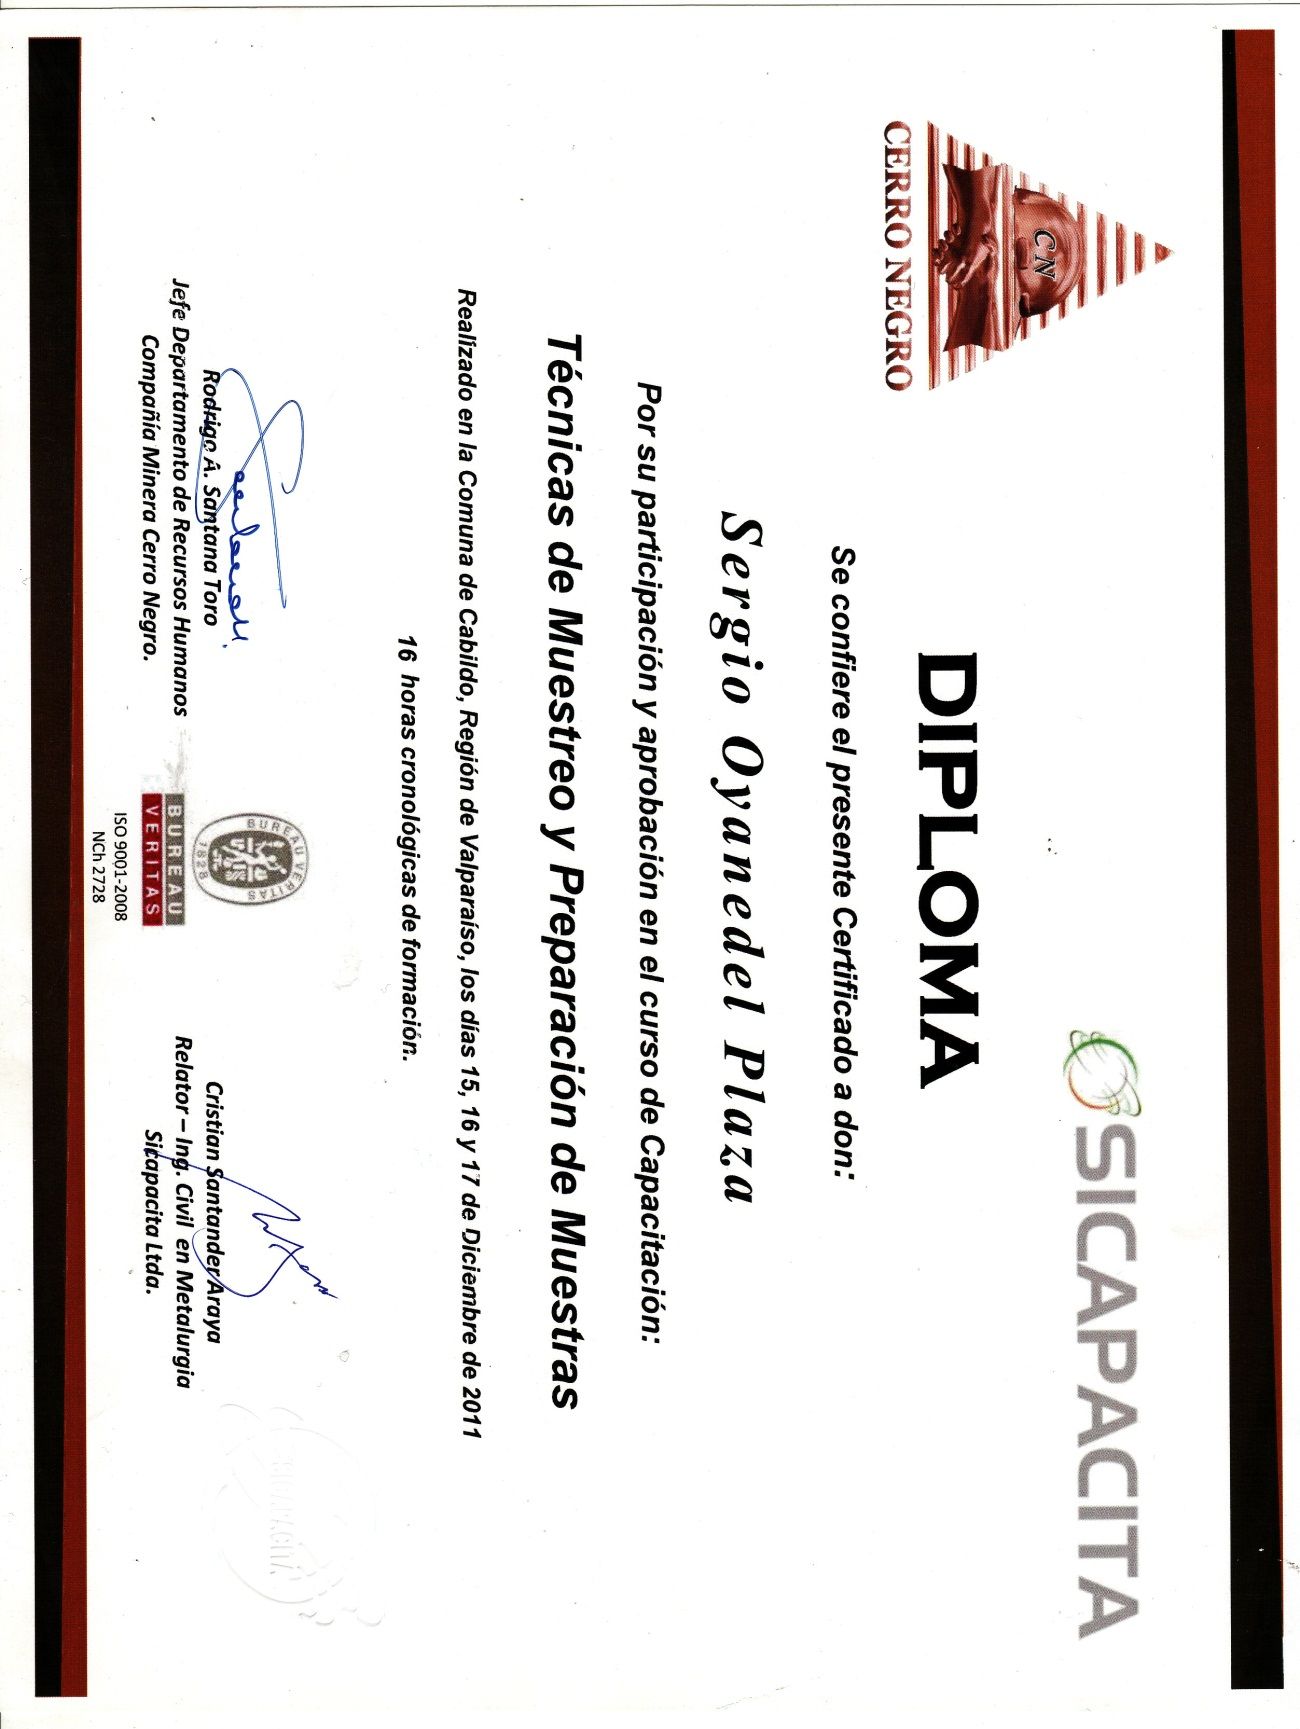 CN
CERRO NEGRO
SICAPACITA
DIPLOMA
Se confiere el presente Certificado a don:
Sergio Oyanedel Plaza
Por su participación y aprobación en el curso de Capacitación:
Técnicas de Muestreo y Preparación de Muestras
Realizado en la Comuna de Cabildo, Región de Valparaíso, los días 15, 16 y 17 de Diciembre de 2011
16 horas cronológicas de formación.
Rodrigo A. Santana Toro
Jefe Departamento de Recursos Humanos
Compañía Minera Cerro Negro.
BUREAU VERITAS
1828
BUREAU
VERITAS
ISO 9001-2008
NCh 2728
Cristian Santander Araya
Relator – Ing. Civil en Metalurgia
Sicapacita Ltda.
SICAPACITA